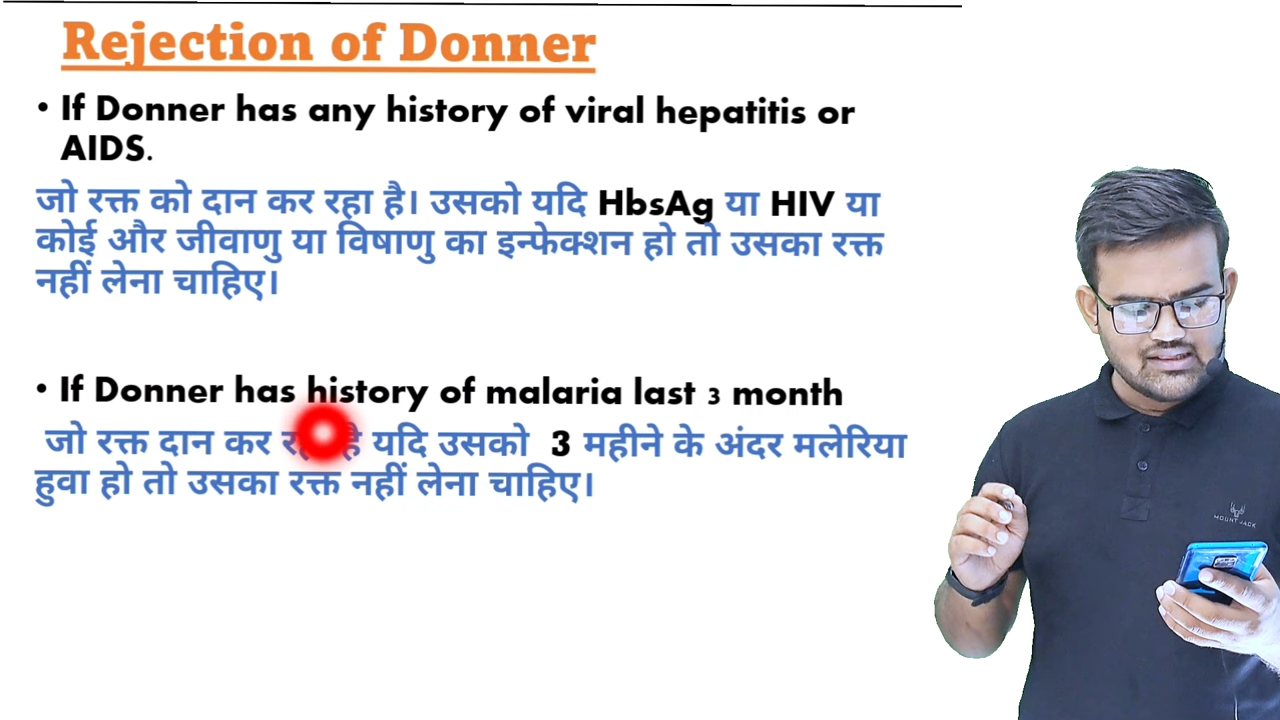 Rejection of Donner
• If Donner has any history of viral hepatitis or
AIDS.
जो रक्त को दान कर रहा है। उसको यदि HbsAg या HIV या
कोई और जीवाणु या विषाणु का इन्फेक्शन हो तो उसका रक्त
नहीं लेना चाहिए।
• If Donner has history of malaria last 3 month
जो रक्त दान कर है यदि उसको 3 महीने के अंदर मलेरिया
हुवा हो तो उसका रक्त नहीं लेना चाहिए।
MOUNT JACK